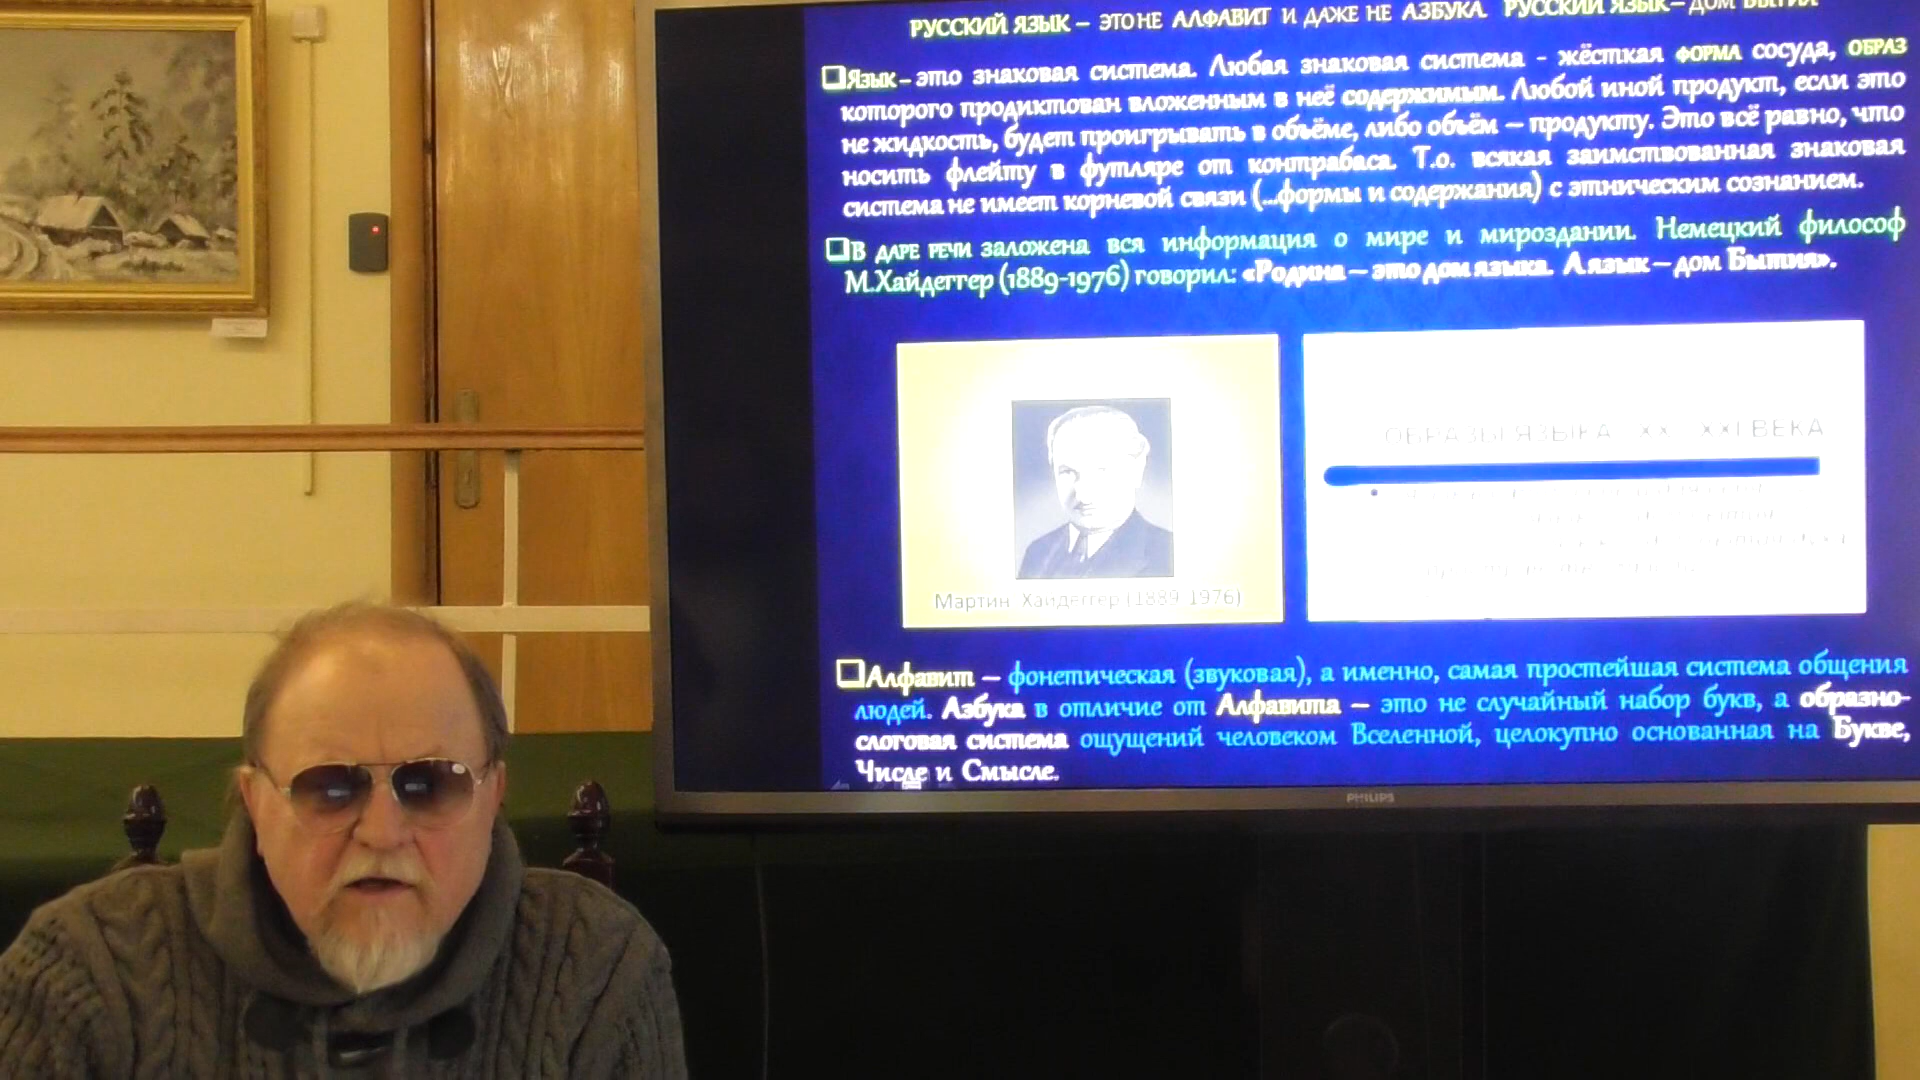 РУССКИЙ ЯЗЫК – ЭТО НЕ АЛФАВИТ И ДАЖЕ НЕ АЗБУКА. РУССКИЙ ЯЗЫК – ДОМ БЫТИЯ
Язык – это знаковая система. Любая знаковая система - жёсткая ФОРМА сосуда, ОБРАЗ
которого продиктован вложенным в неё содержимым. Любой иной продукт, если это
не жидкость, будет проигрывать в объёме, либо объём – продукту. Это всё равно, что
носить флейту в футляре от контрабаса. Т.о. всякая заимствованная знаковая
система не имеет корневой связи (...формы и содержания) с этническим сознанием.
В ДАРЕ РЕЧИ заложена вся информация о мире и мироздании. Немецкий философ
М.Хайдеггер (1889-1976) говорил: «Родина – это дом языка. А язык – дом Бытия».
ОБРАЗЫ ЯЗЫКА XX XXI ВЕКА
Мартин Хайдеггер (1889 1976)
Алфавит – фонетическая (звуковая), а именно, самая простейшая система общения
людей. Азбука в отличие от Алфавита – это не случайный набор букв, а образно-
слоговая система ощущений человеком Вселенной, целокупно основанная на Букве,
Числе и Смысле.
PHILIPS